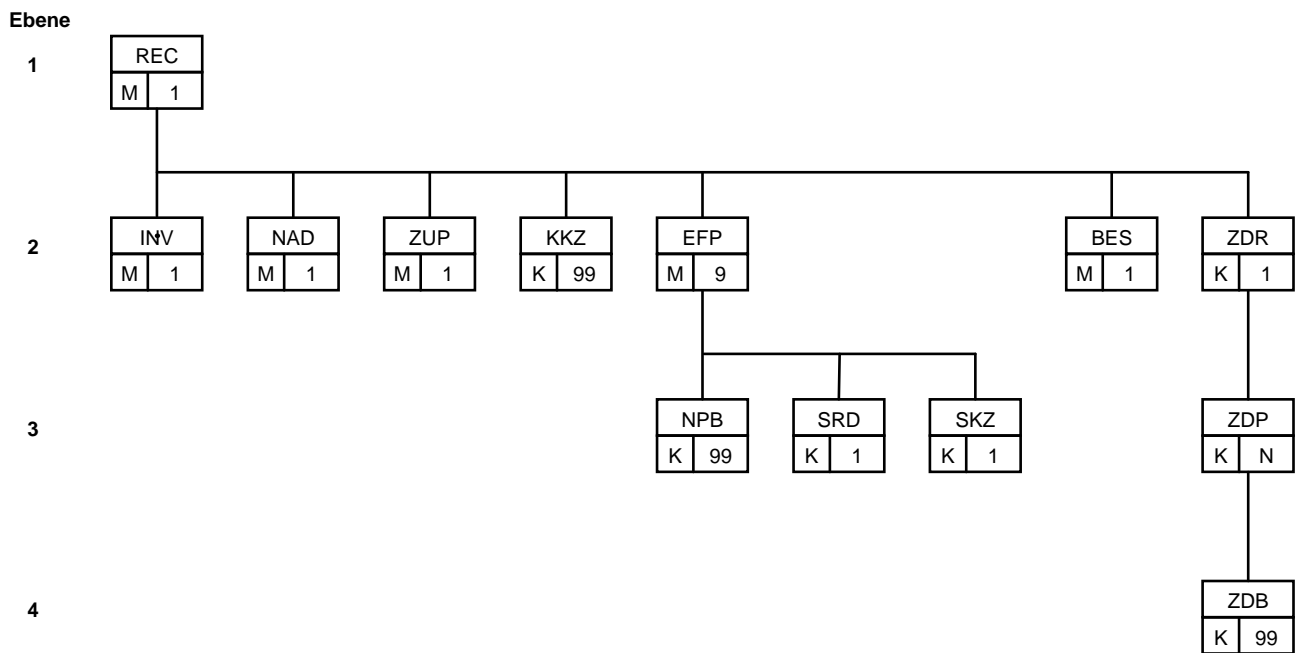 Ebene
1
REC
M 1
2
INV NAD ZUP KKZ EFP BES ZDR
M 1 M 1 M 1 K 99 M 9 M 1 K 1
3
NPB SRD SKZ ZDP
K 99 K 1 K 1 K N
4
ZDB
K 99